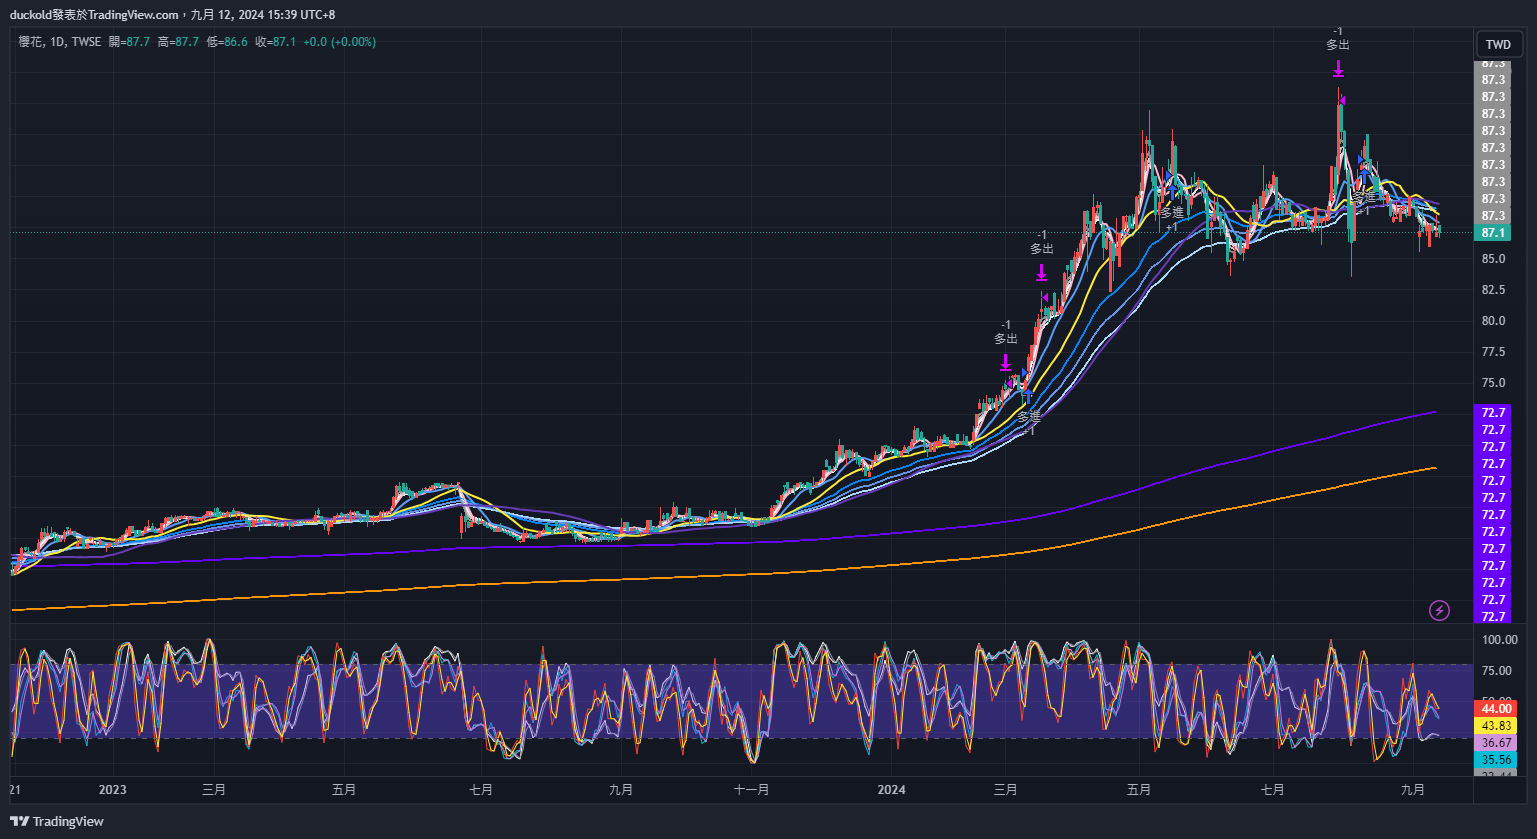 duckold發表於TradingView.com，九月 12, 2024 15:39 UTC+8
櫻花, 1D, TWSE 開=87.7 高=87.7 低=86.6 收=87.1 +0.0 (+0.00%)
TWD
87.3
87.3
87.3
87.3
87.3
87.3
87.3
87.3
87.3
87.3
87.1
85.0
82.5
80.0
77.5
75.0
72.7
72.7
72.7
72.7
72.7
72.7
72.7
72.7
72.7
72.7
72.7
72.7
72.7
-1
多出
-1
多出
-1
多出
多進
+1
多進
+1
多進
+1
100.00
75.00
50.00
44.00
43.83
36.67
35.56
21
2023
三月
五月
七月
九月
十一月
2024
三月
五月
七月
九月
TradingView